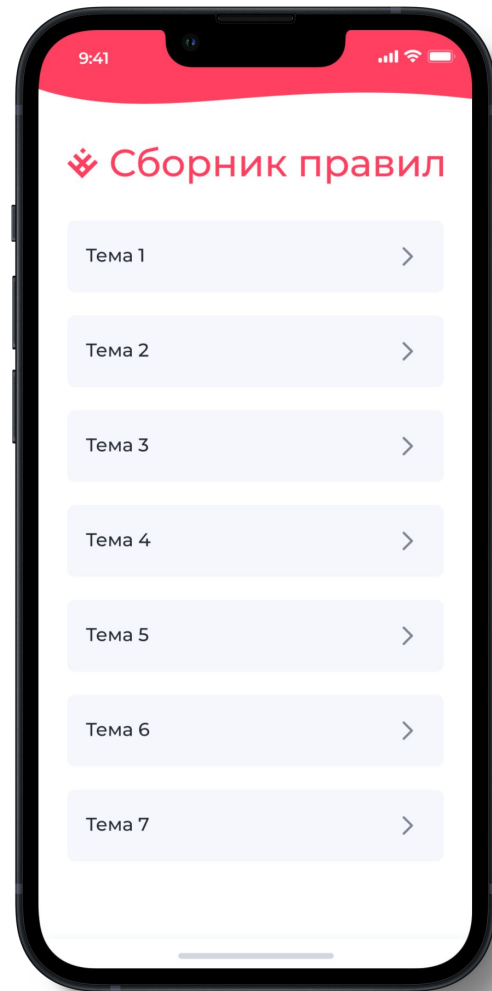 9:41
Сборник правил
Тема 1
Тема 2
Тема 3
Тема 4
Тема 5
Тема 6
Тема 7